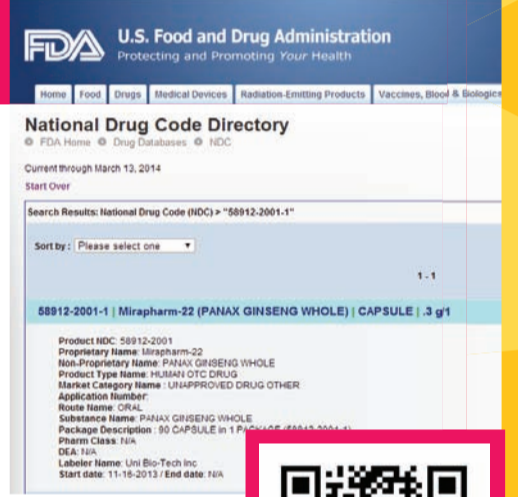 FDA
U.S. Food and Drug Administration
Protecting and Promoting Your Health
Home Food Drugs Medical Devices Radiation-Emitting Products Vaccines, Blood & Biologics
National Drug Code Directory
FDA Home Drug Databases NDC
Current through March 13, 2014
Start Over
Search Results: National Drug Code (NDC) > "58912-2001-1"
Sort by : Please select one
1 - 1
58912-2001-1 | Mirapharm-22 (PANAX GINSENG WHOLE) | CAPSULE | .3 g/1
Product NDC: 58912-2001
Proprietary Name: Mirapharm-22
Non-Proprietary Name: PANAX GINSENG WHOLE
Product Type Name: HUMAN OTC DRUG
Market Category Name : UNAPPROVED DRUG OTHER
Application Number:
Route Name: ORAL
Substance Name: PANAX GINSENG WHOLE
Package Description : 90 CAPSULE in 1 PACKAGE (58912-2001-1)
Pharm Class: N/A
DEA: N/A
Labeler Name: Uni Bio-Tech Inc
Start date: 11-16-2013 / End date: N/A